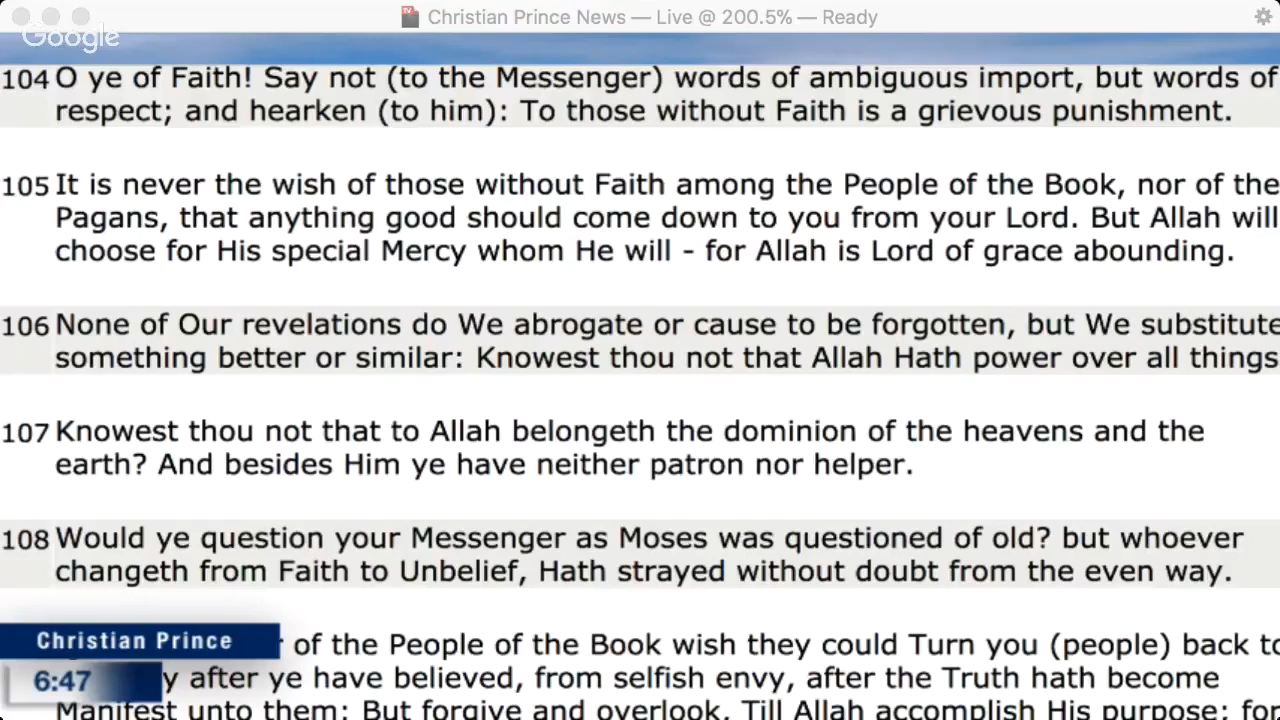 Christian Prince News — Live @ 200.5% — Ready
Google
104 O ye of Faith! Say not (to the Messenger) words of ambiguous import, but words of
respect; and hearken (to him): To those without Faith is a grievous punishment.
105 It is never the wish of those without Faith among the People of the Book, nor of the
Pagans, that anything good should come down to you from your Lord. But Allah will
choose for His special Mercy whom He will - for Allah is Lord of grace abounding.
106 None of Our revelations do We abrogate or cause to be forgotten, but We substitute
something better or similar: Knowest thou not that Allah Hath power over all things
107 Knowest thou not that to Allah belongeth the dominion of the heavens and the
earth? And besides Him ye have neither patron nor helper.
108 Would ye question your Messenger as Moses was questioned of old? but whoever
changeth from Faith to Unbelief, Hath strayed without doubt from the even way.
of the People of the Book wish they could Turn you (people) back to
y after ye have believed, from selfish envy, after the Truth hath become
Manifest unto them: But forgive and overlook, Till Allah accomplish His purpose: for
Christian Prince
6:47